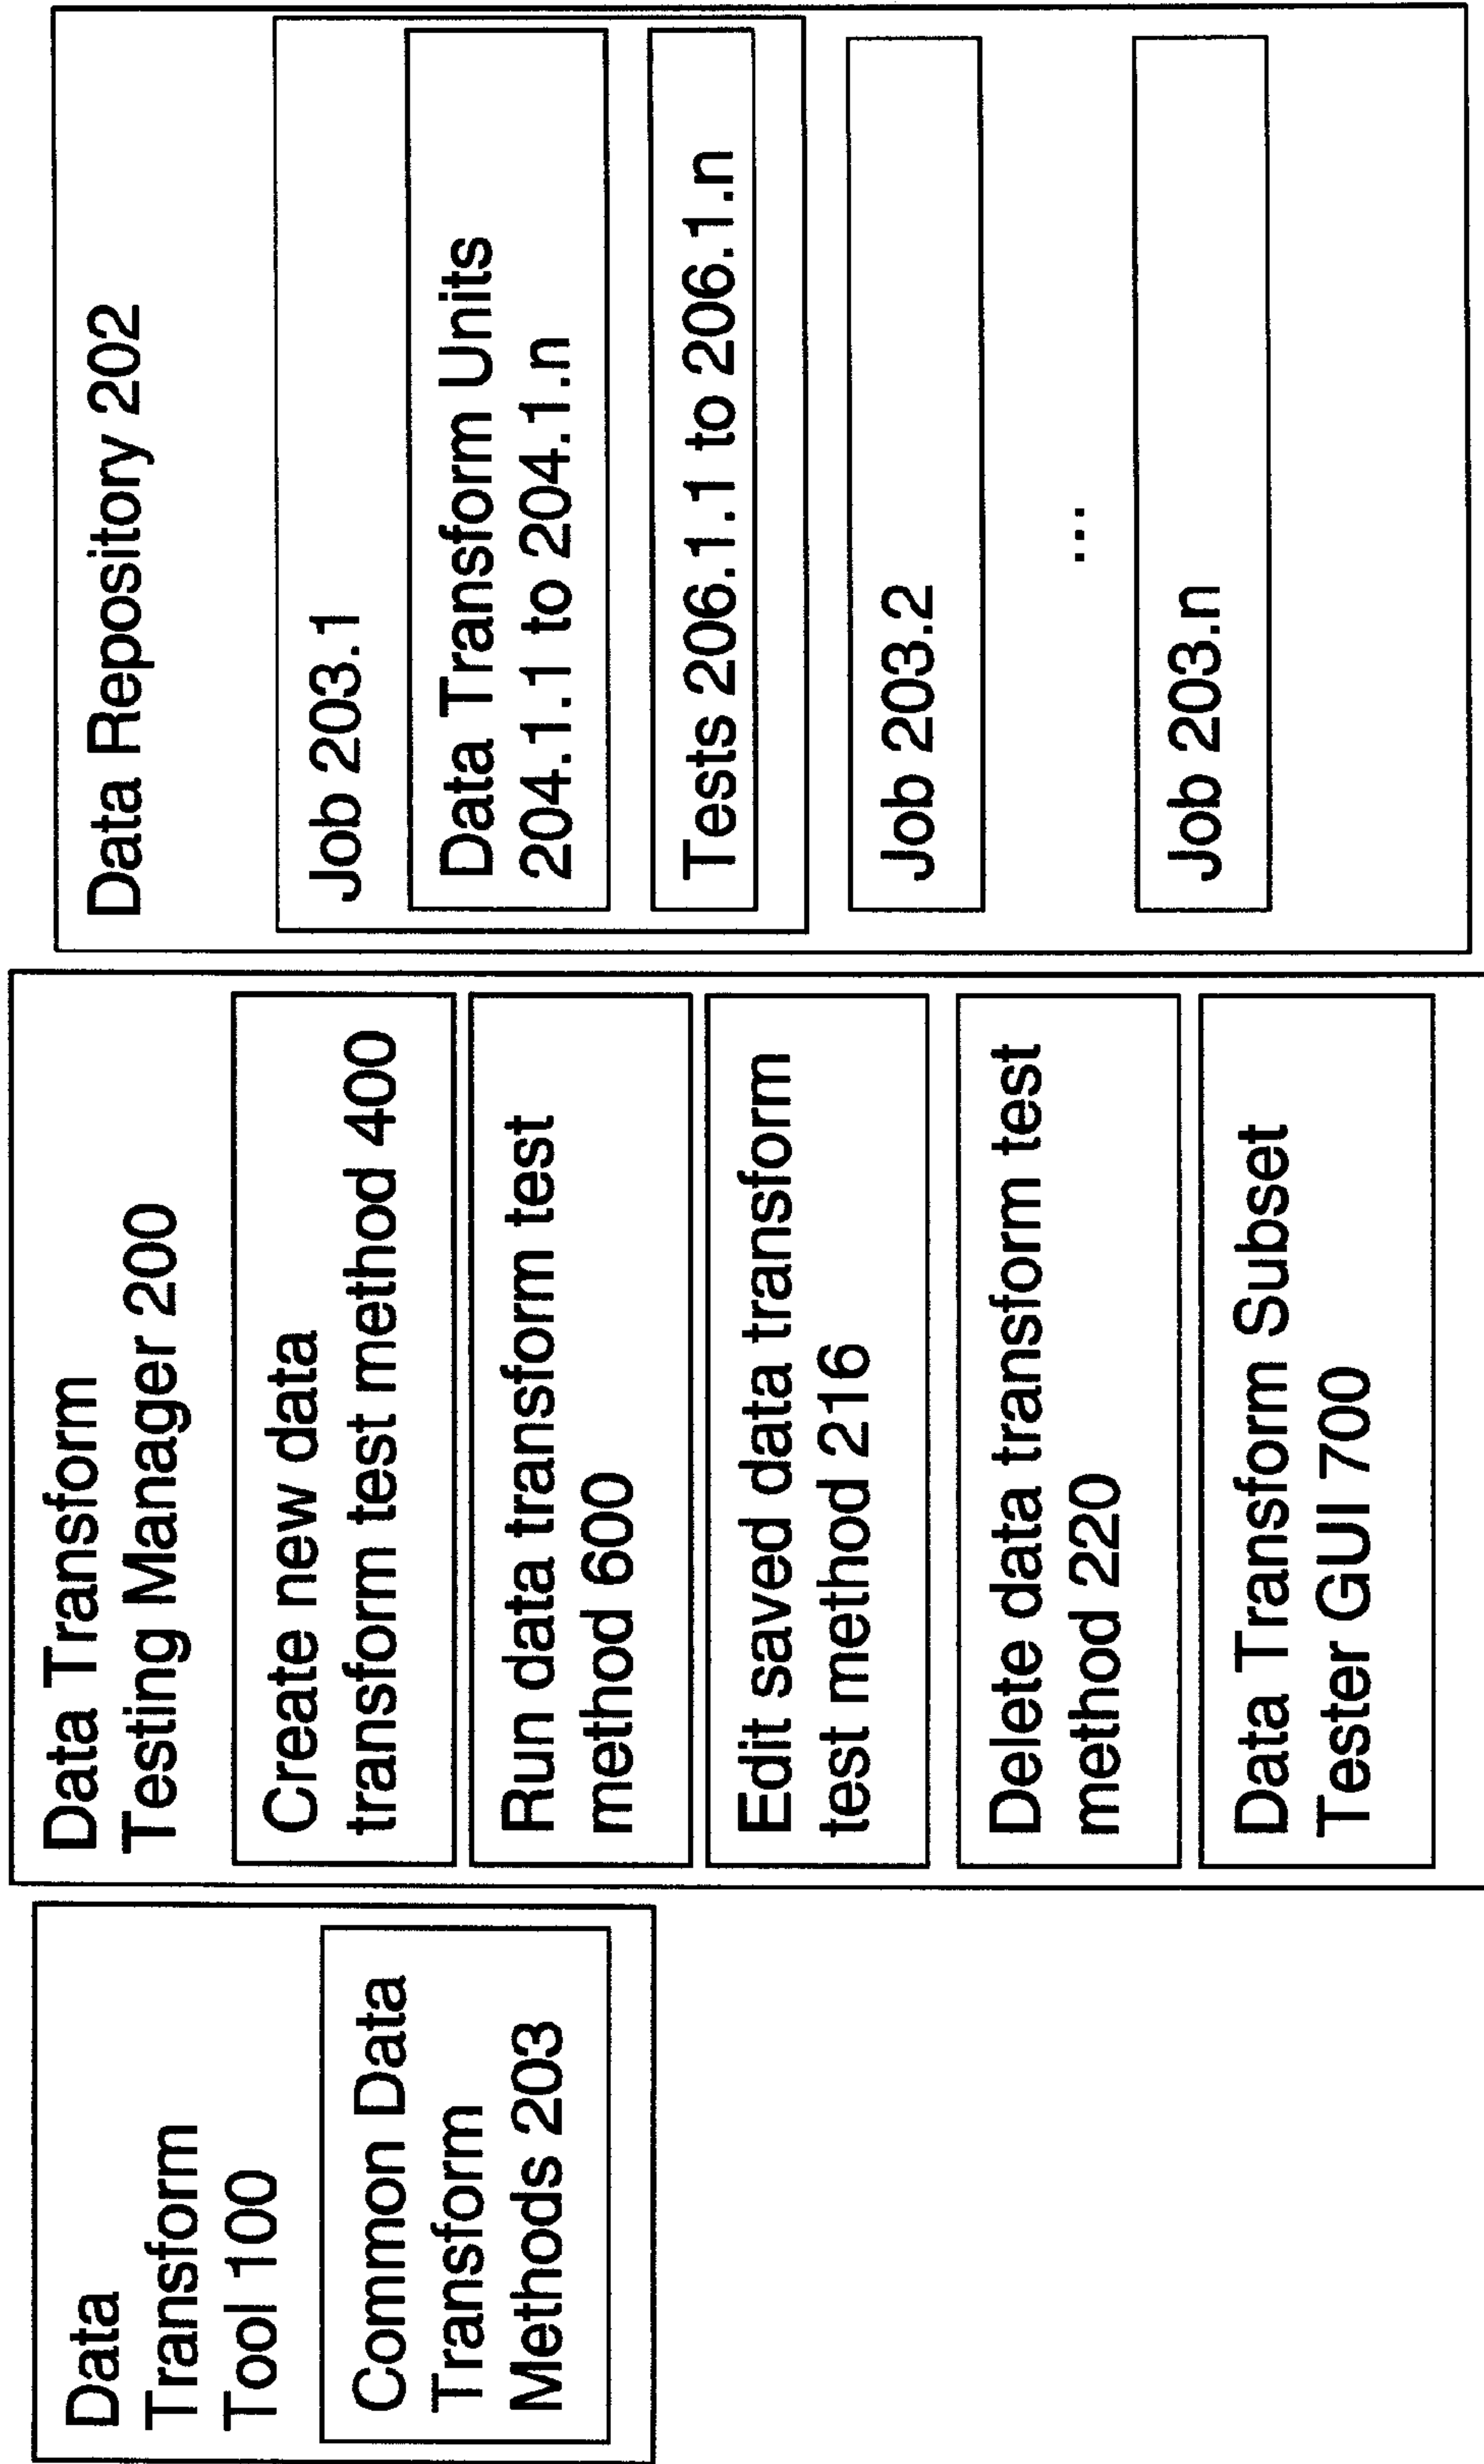 Data
Transform
Tool 100
Common Data
Transform
Methods 203
Data Transform
Testing Manager 200
Create new data
transform test method 400
Run data transform test
method 600
Edit saved data transform
test method 216
Delete data transform test
method 220
Data Transform Subset
Tester GUI 700
Data Repository 202
Job 203.1
Data Transform Units
204.1.1 to 204.1.n
Tests 206.1.1 to 206.1.n
Job 203.2
...
Job 203.n